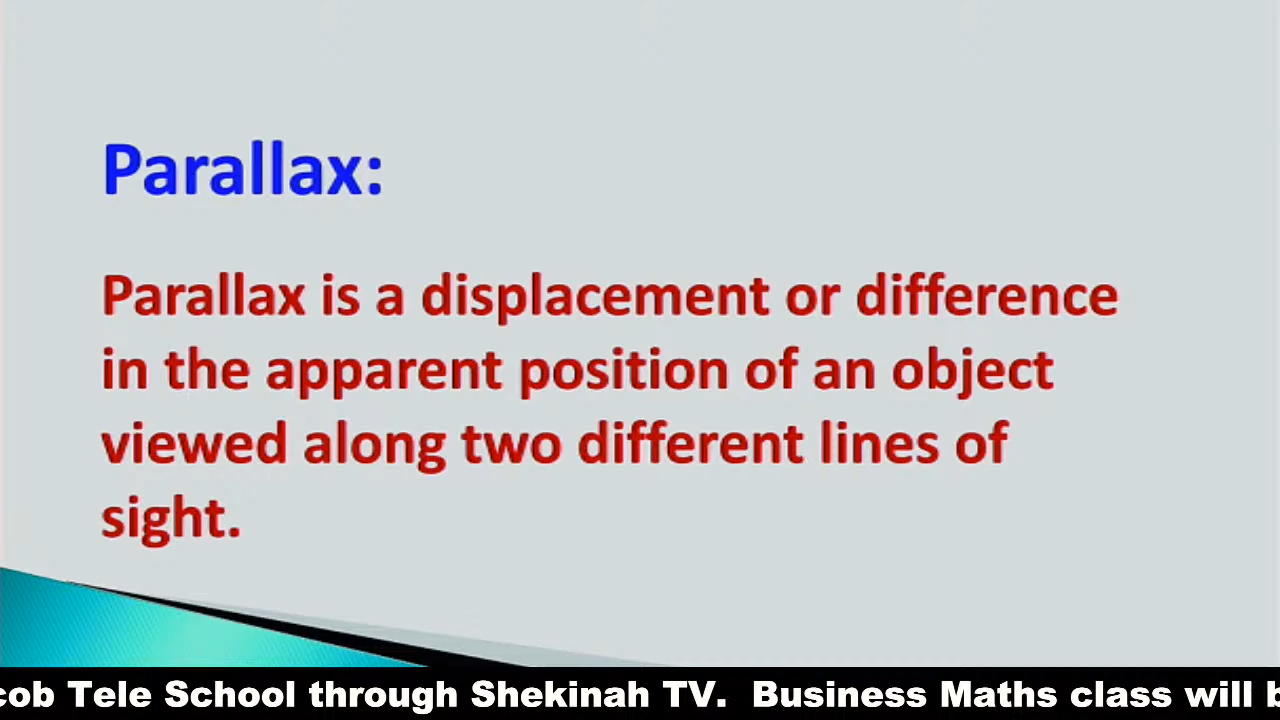 Parallax:
Parallax is a displacement or difference
in the apparent position of an object
viewed along two different lines of
sight.
Tele School through Shekinah TV. Business Maths class will